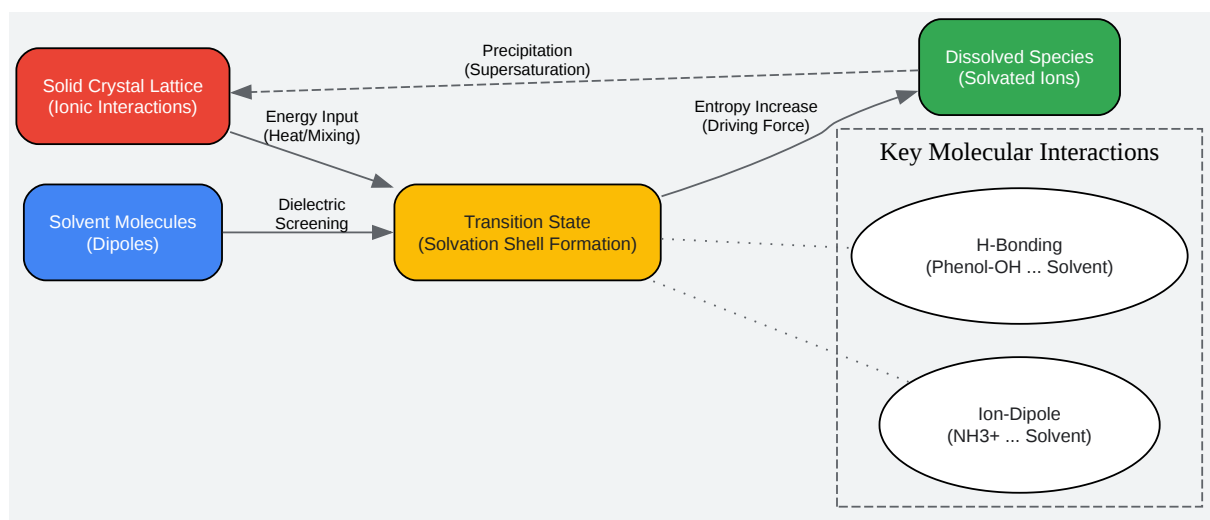 Solid Crystal Lattice
(Ionic Interactions)
Precipitation
(Supersaturation)
Dissolved Species
(Solvated Ions)
Energy Input
(Heat/Mixing)
Entropy Increase
(Driving Force)
Solvent Molecules
(Dipoles)
Dielectric
Screening
Transition State
(Solvation Shell Formation)
Key Molecular Interactions
H-Bonding
(Phenol-OH ... Solvent)
Ion-Dipole
(NH3+ ... Solvent)